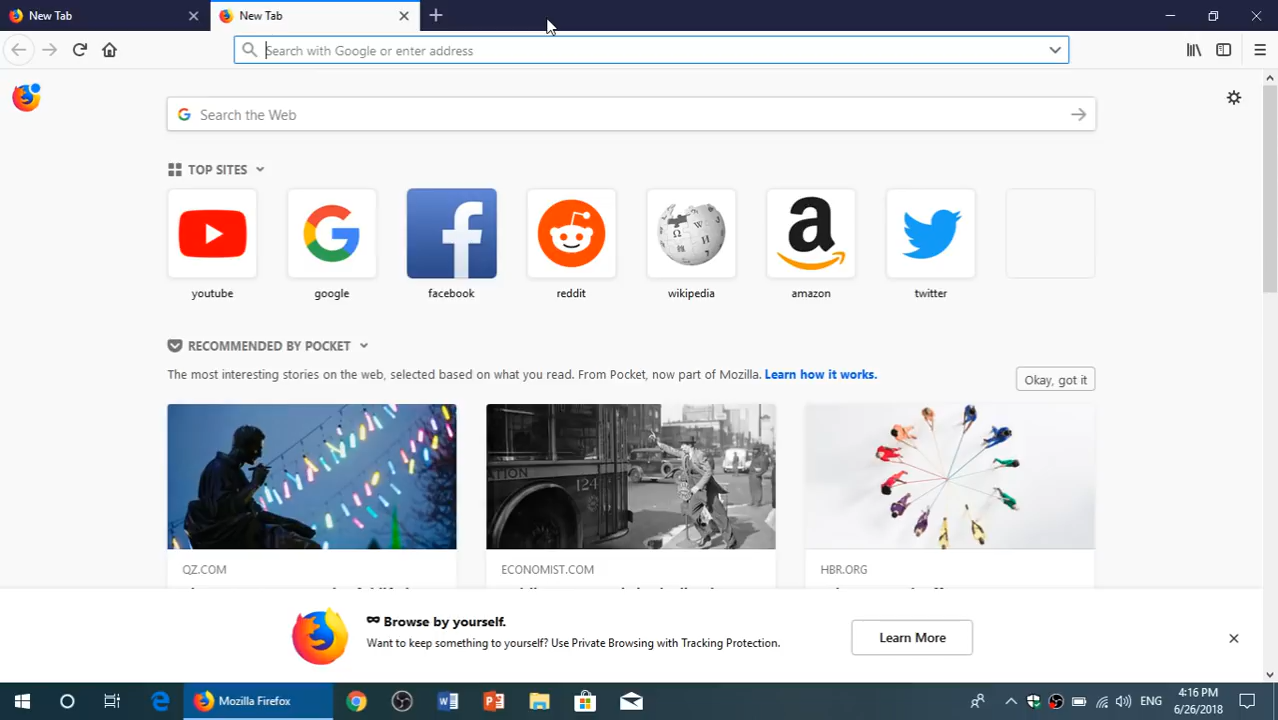 New Tab
New Tab
Search with Google or enter address
Search the Web
TOP SITES
youtube
google
facebook
reddit
wikipedia
amazon
twitter
RECOMMENDED BY POCKET
The most interesting stories on the web, selected based on what you read. From Pocket, now part of Mozilla. Learn how it works.
Okay, got it
QZ.COM
ECONOMIST.COM
HBR.ORG
Browse by yourself.
Want to keep something to yourself? Use Private Browsing with Tracking Protection.
Learn More
Mozilla Firefox
ENG
4:16 PM
6/26/2018